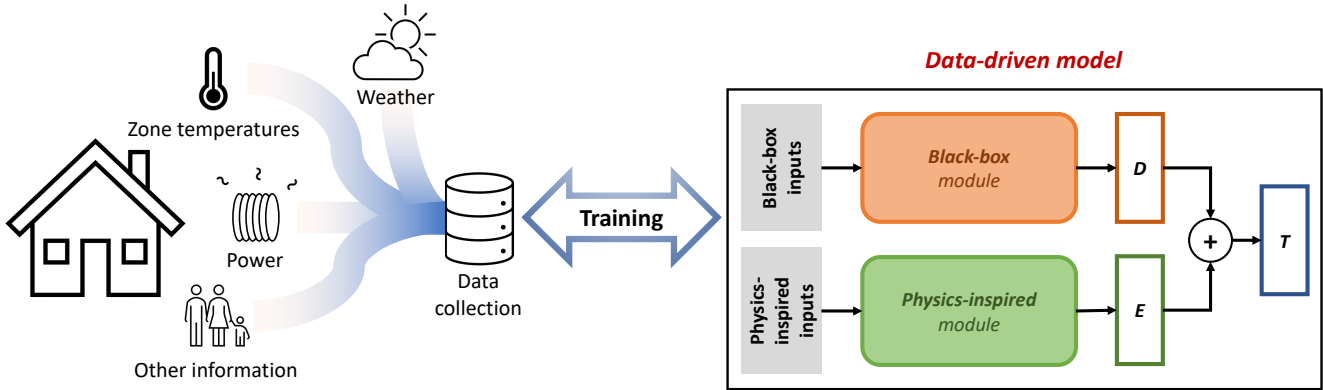 Weather
Zone temperatures
Power
Other information
Data
collection
Training
Data-driven model
Black-box
inputs
Black-box
module
D
Physics-
inspired
inputs
Physics-inspired
module
E
+
T